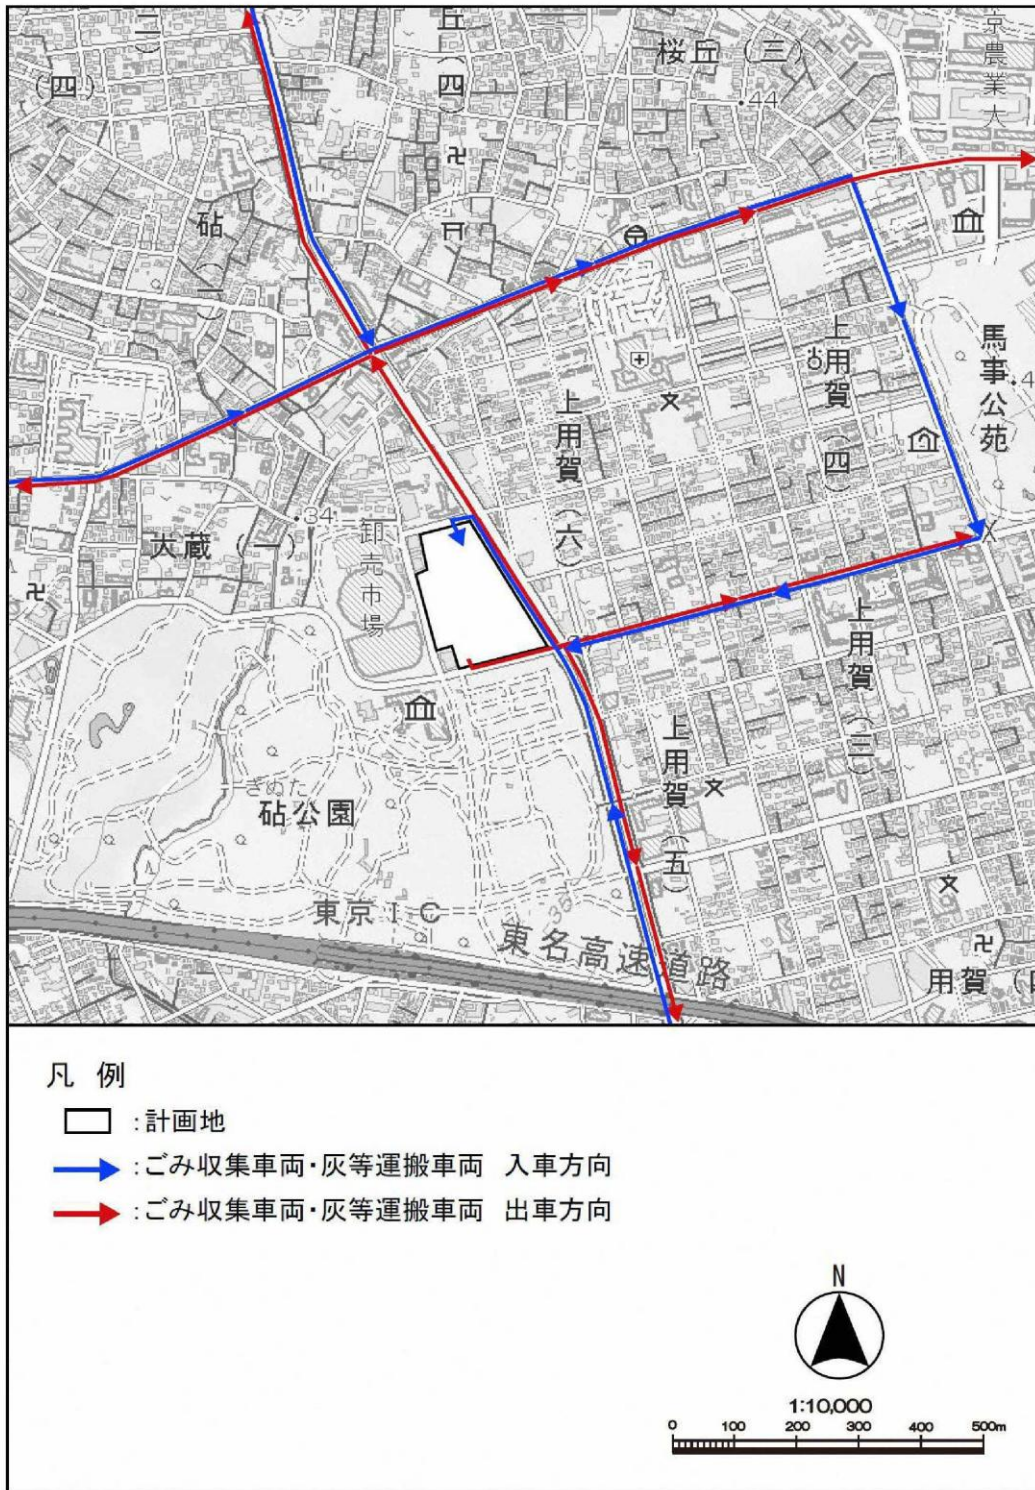 (四)
(二)
丘(四)
桜丘(三)
・44
京農業大
砧(一)
上用賀(四)
馬事公苑
上用賀(六)
・34
大蔵(一)
卸売市場
上用賀(三)
上用賀(五)
きぬた
砧公園
東京IC
35
東名高速道路
用賀(四
凡 例
:計画地
:ごみ収集車両・灰等運搬車両 入車方向
:ごみ収集車両・灰等運搬車両 出車方向
N
1:10,000
0 100 200 300 400 500m